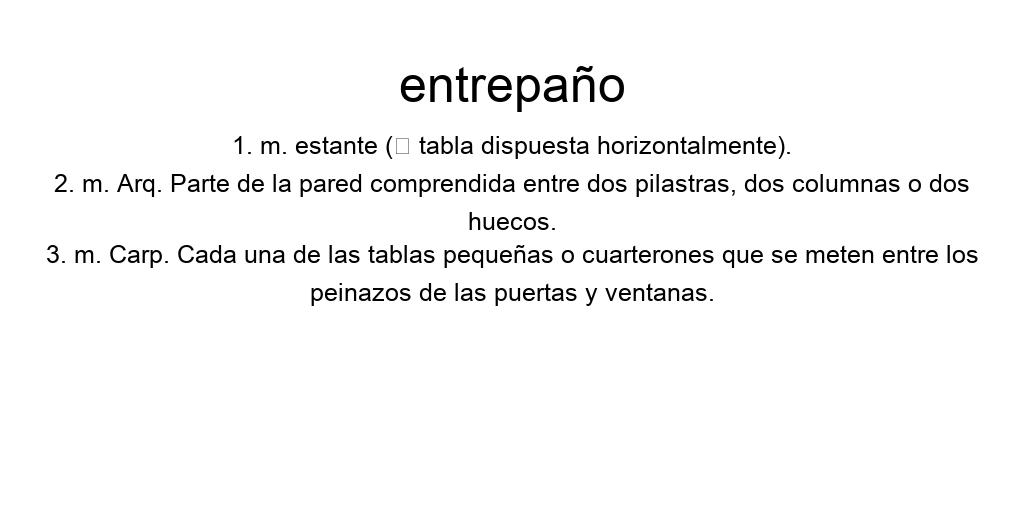 entrepaño
1. m. estante (▯ tabla dispuesta horizontalmente).
2. m. Arq. Parte de la pared comprendida entre dos pilastras, dos columnas o dos
huecos.
3. m. Carp. Cada una de las tablas pequeñas o cuarterones que se meten entre los
peinazos de las puertas y ventanas.